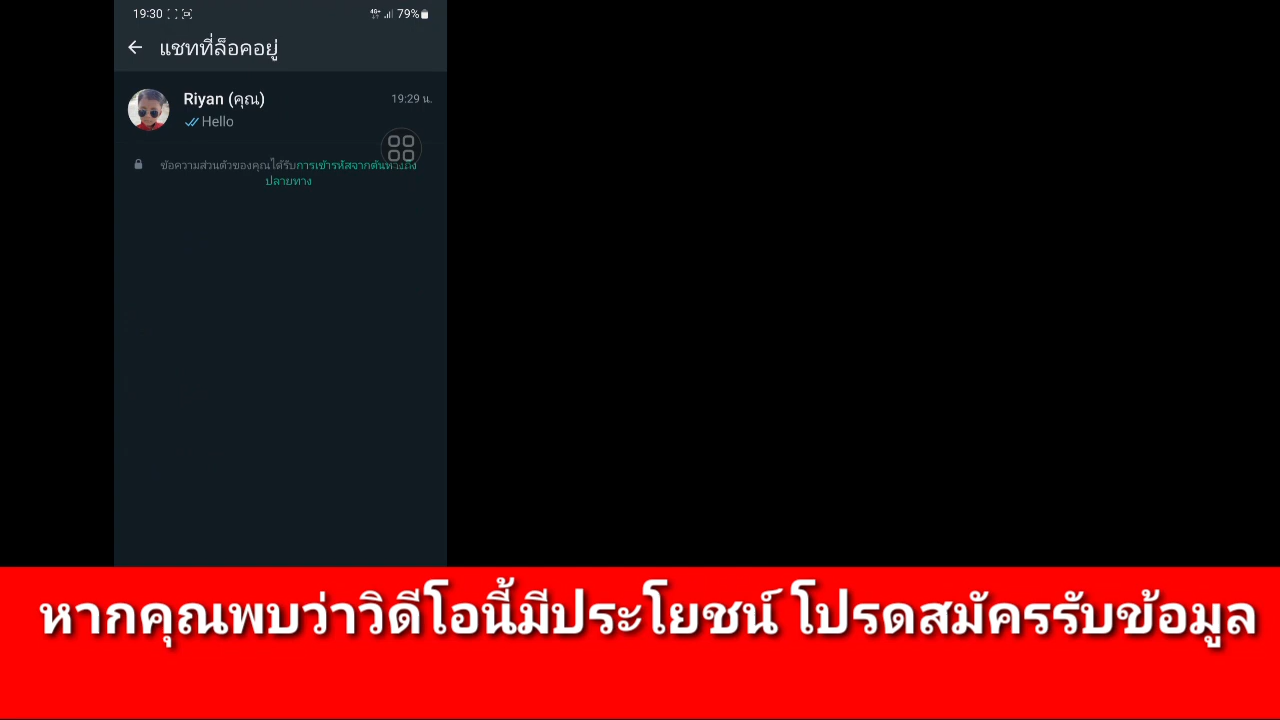 19:30
4G+ 79%
แชทที่ล็อคอยู่
Riyan (คุณ)
19:29 น.
Hello
ข้อความส่วนตัวของคุณได้รับการเข้ารหัสจากต้นทางถึง
ปลายทาง
หากคุณพบว่าวิดีโอนี้มีประโยชน์ โปรดสมัครรับข้อมูล